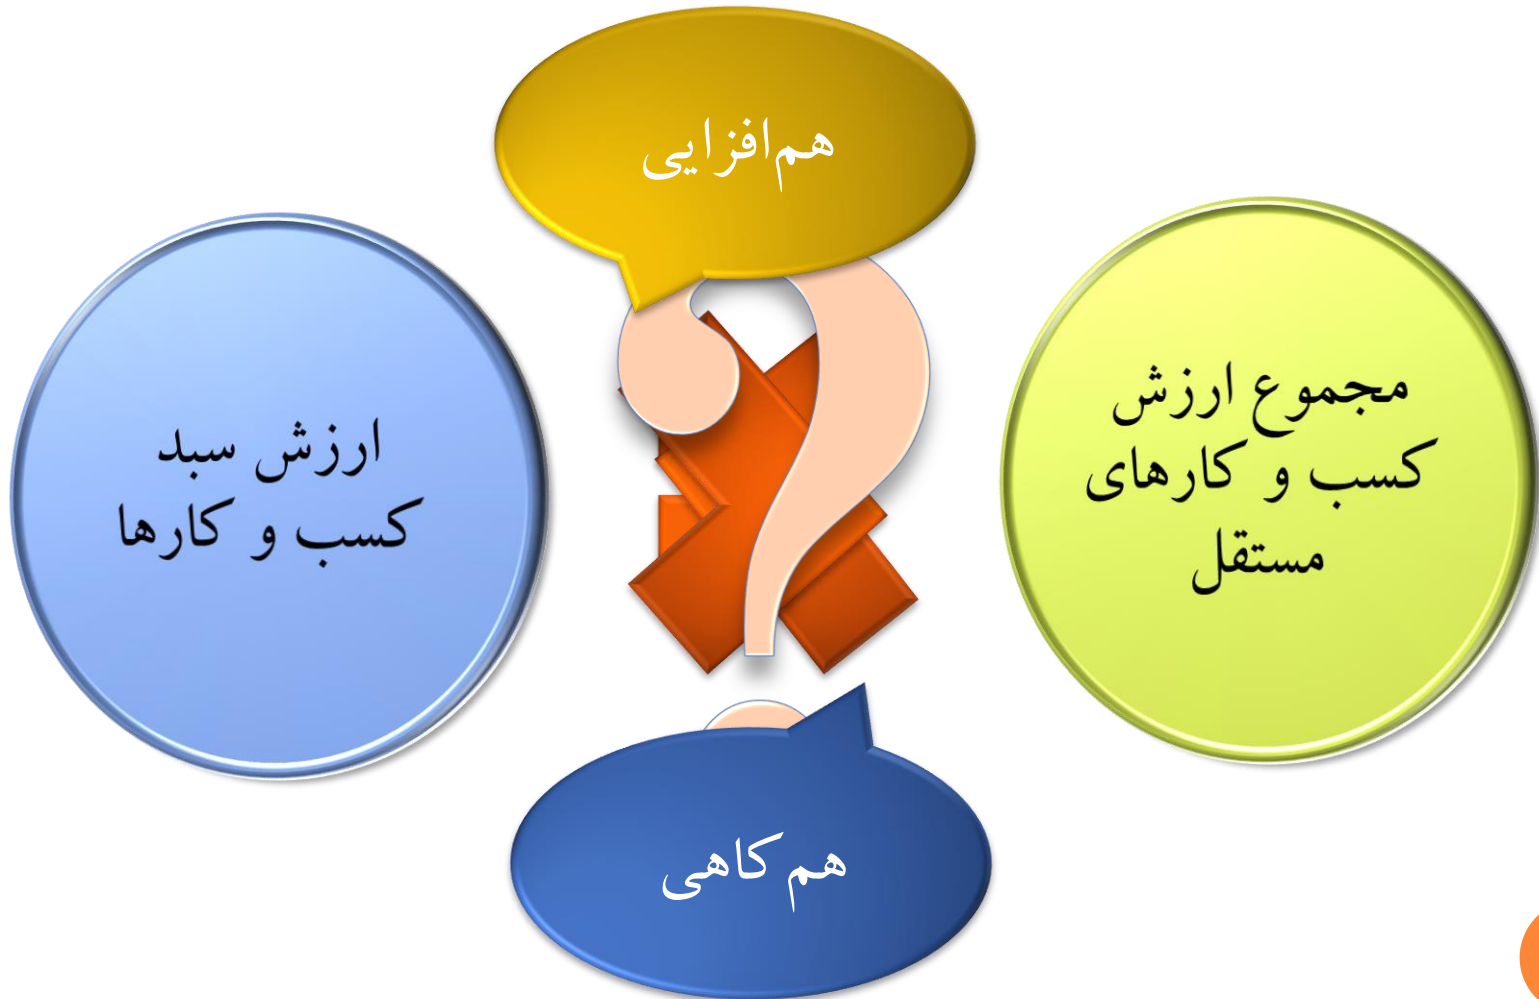 هم‌افزایی
مجموع ارزش
کسب و کارهای
مستقل
ارزش سبد
کسب و کارها
هم‌کاهی